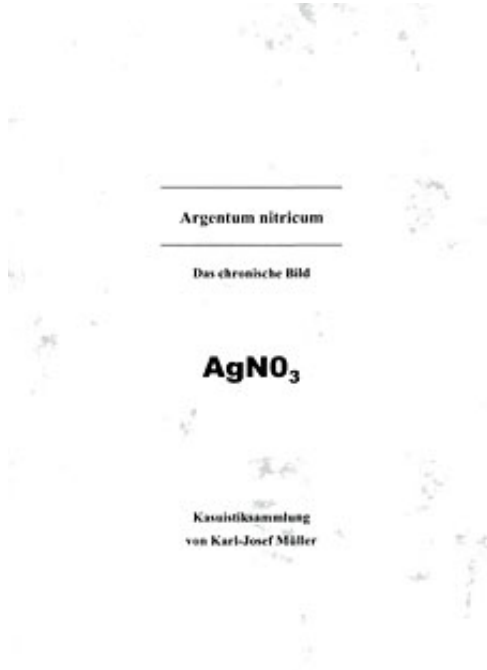 Argentum nitricum
Das chronische Bild
AgN0₃
Kasuistiksammlung
von Karl-Josef Müller